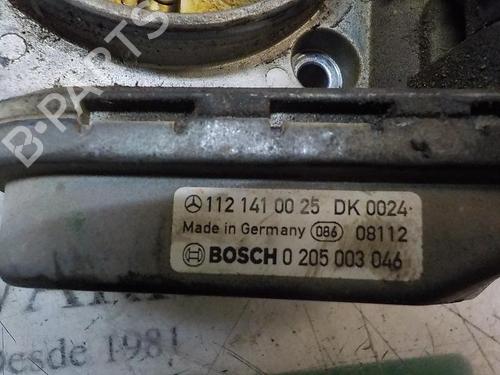 B-PARTS
112 141 00 25 DK 0024
Made in Germany 086 08112
BOSCH 0 205 003 046
Desde 1981